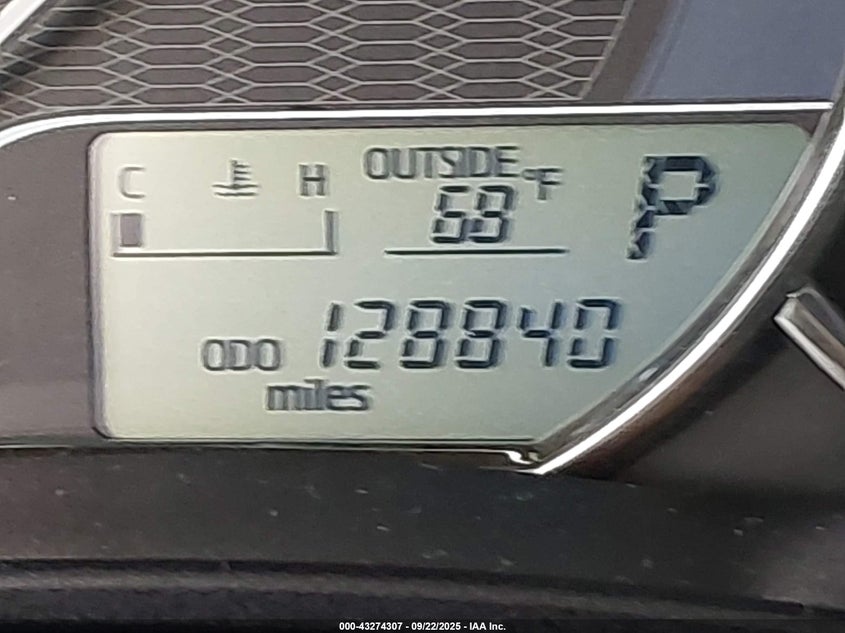 C H OUTSIDE °F P
68
ODO 128840
miles
000-43274307 - 09/22/2025 - IAA Inc.